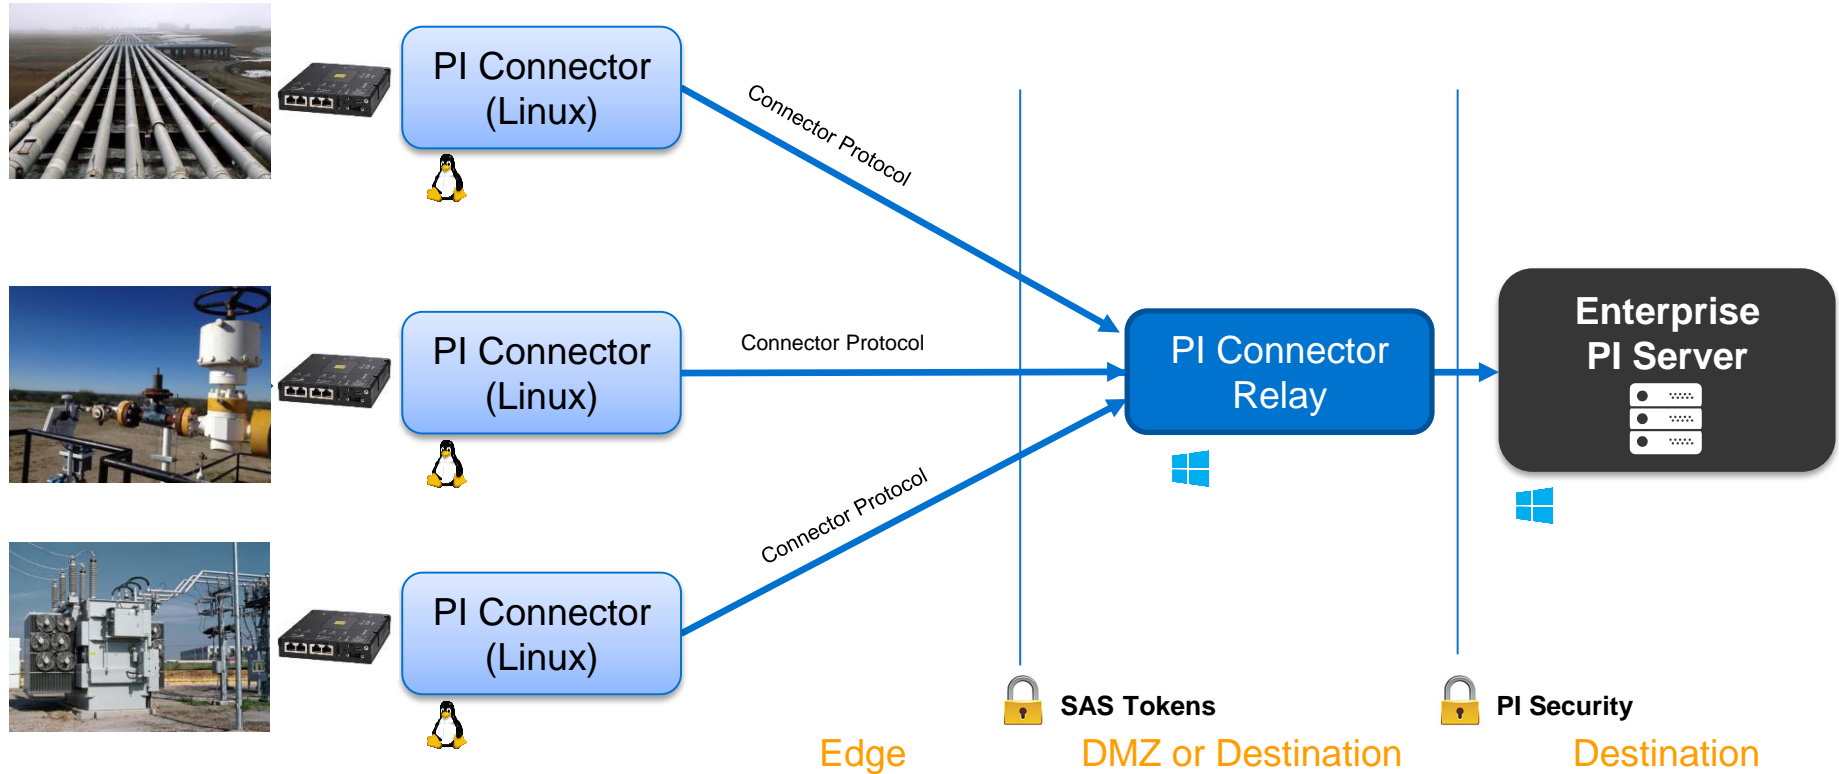 PI Connector
(Linux)
Connector Protocol
PI Connector
(Linux)
Connector Protocol
PI Connector
(Linux)
Connector Protocol
PI Connector
Relay
Enterprise
PI Server
SAS Tokens
PI Security
Edge
DMZ or Destination
Destination